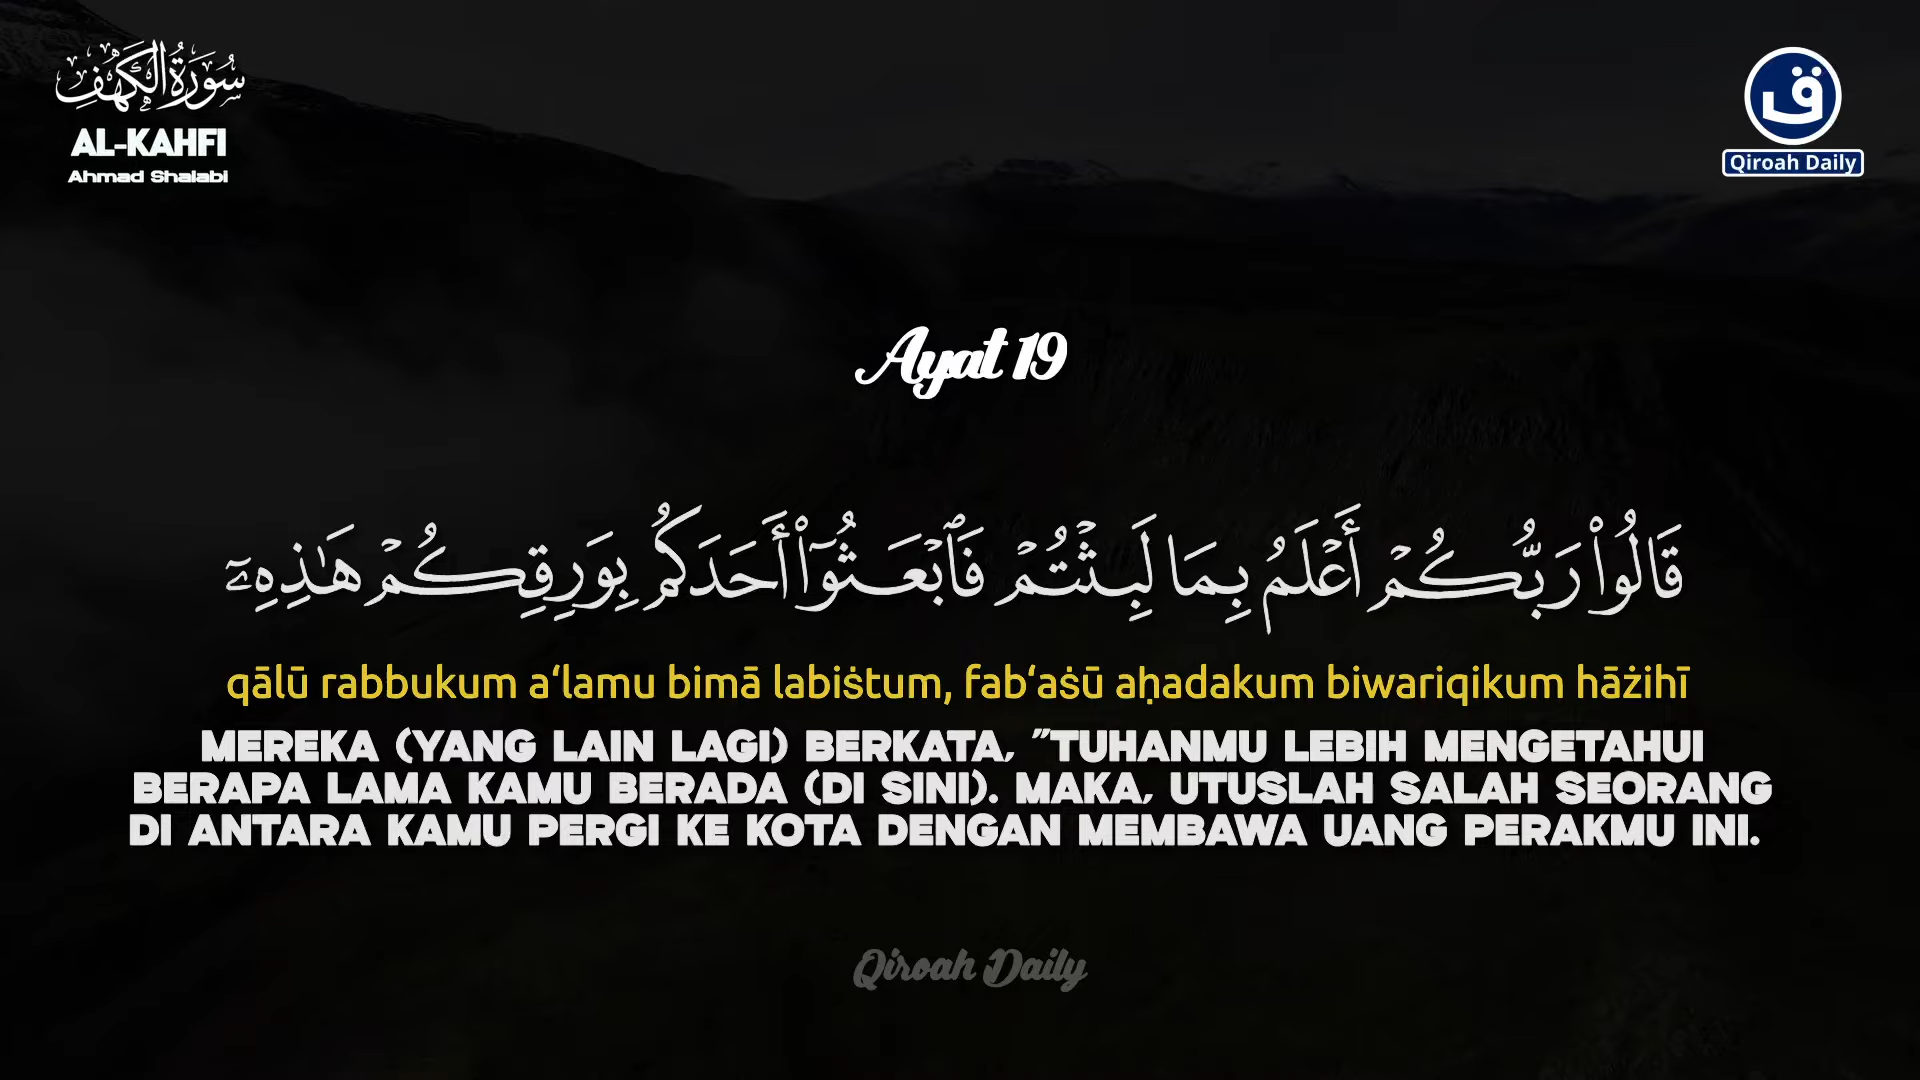 سُورَةُ الْكَهْفِ
AL-KAHFI
Ahmad Shalabi
ق
Qiroah Daily
Ayat 19
قَالُوا۟ رَبُّكُمْ أَعْلَمُ بِمَا لَبِثْتُمْ فَٱبْعَثُوٓا۟ أَحَدَكُم بِوَرِقِكُمْ هَـٰذِهِۦٓ
qālū rabbukum a‘lamu bimā labiṡtum, fab‘aṡū aḥadakum biwariqikum hāżihī
MEREKA (YANG LAIN LAGI) BERKATA, "TUHANMU LEBIH MENGETAHUI
BERAPA LAMA KAMU BERADA (DI SINI). MAKA, UTUSLAH SALAH SEORANG
DI ANTARA KAMU PERGI KE KOTA DENGAN MEMBAWA UANG PERAKMU INI.
Qiroah Daily